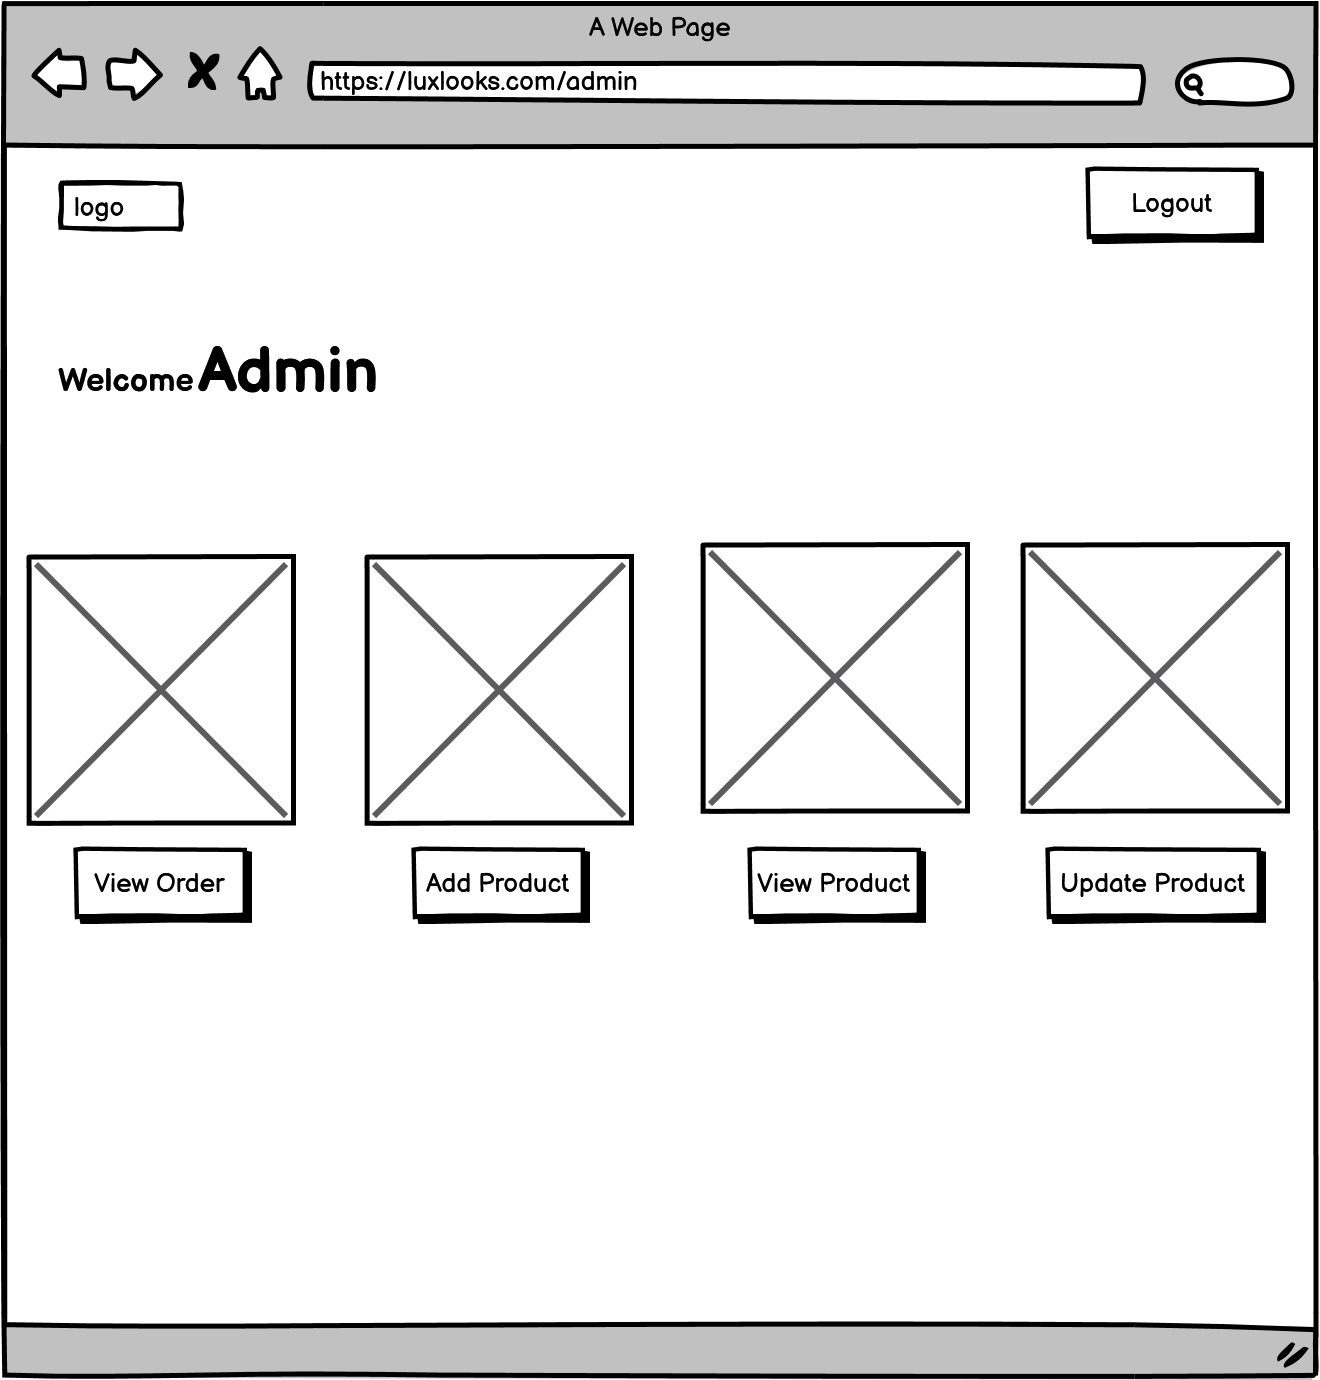 A Web Page
https://luxlooks.com/admin
logo
Logout
Welcome Admin
View Order
Add Product
View Product
Update Product